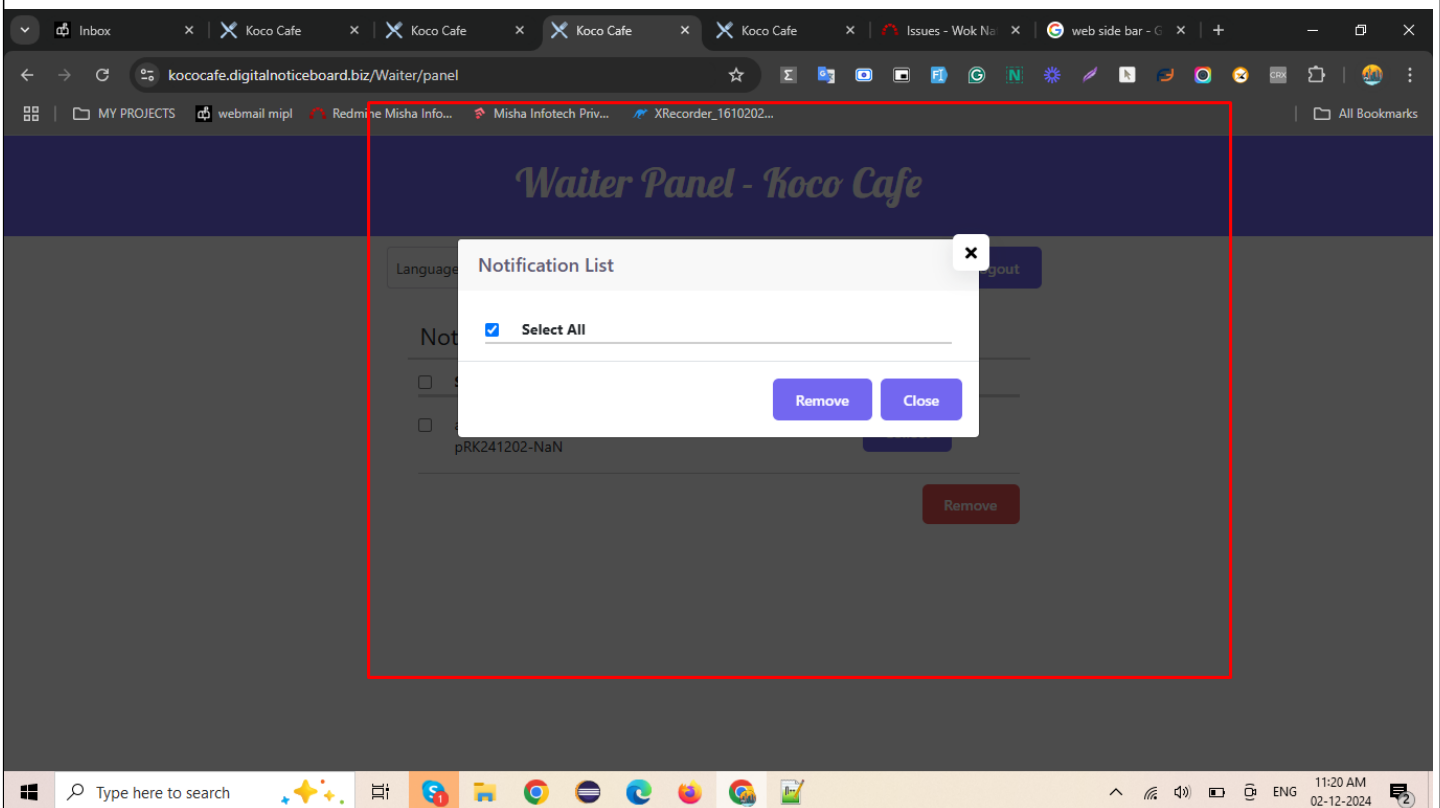 Inbox
Koco Cafe
Koco Cafe
Koco Cafe
Koco Cafe
Issues - Wok Na
web side bar - G
kococafe.digitalnoticeboard.biz/Waiter/panel
CRX
MY PROJECTS
webmail mipl
Redmine Misha Info...
Misha Infotech Priv...
XRecorder_1610202...
All Bookmarks
Waiter Panel - Koco Cafe
Language
Notification List
gout
Not
Select All
Remove
Close
pRK241202-NaN
Remove
Type here to search
ENG
11:20 AM
02-12-2024
2